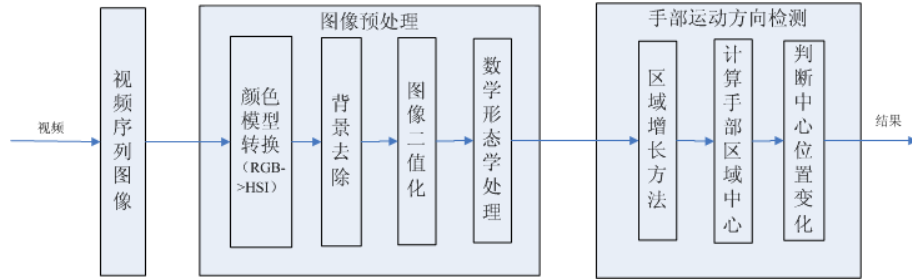 图像预处理
手部运动方向检测
视频
视频序列图像
颜色
模型
转换
（RGB-
>HSI）
背景去除
图像二值化
数学形态学处理
区域增长方法
计算手部区域中心
判断中心位置变化
结果